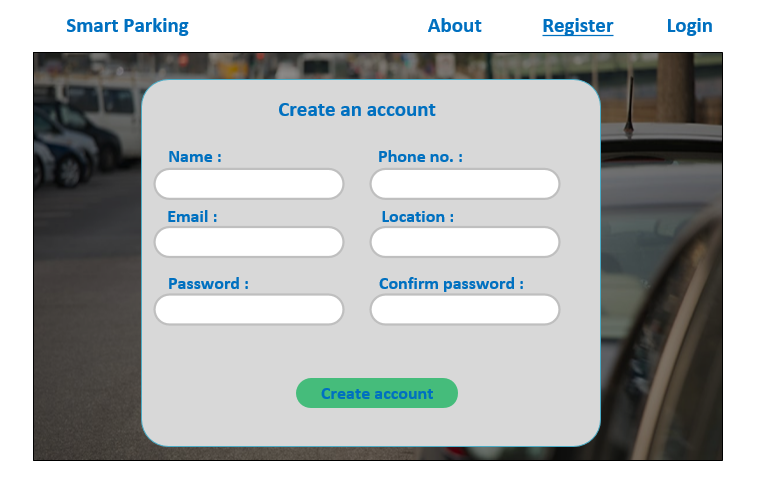 Smart Parking About Register Login
Create an account
Name : Phone no. :
Email : Location :
Password : Confirm password :
Create account